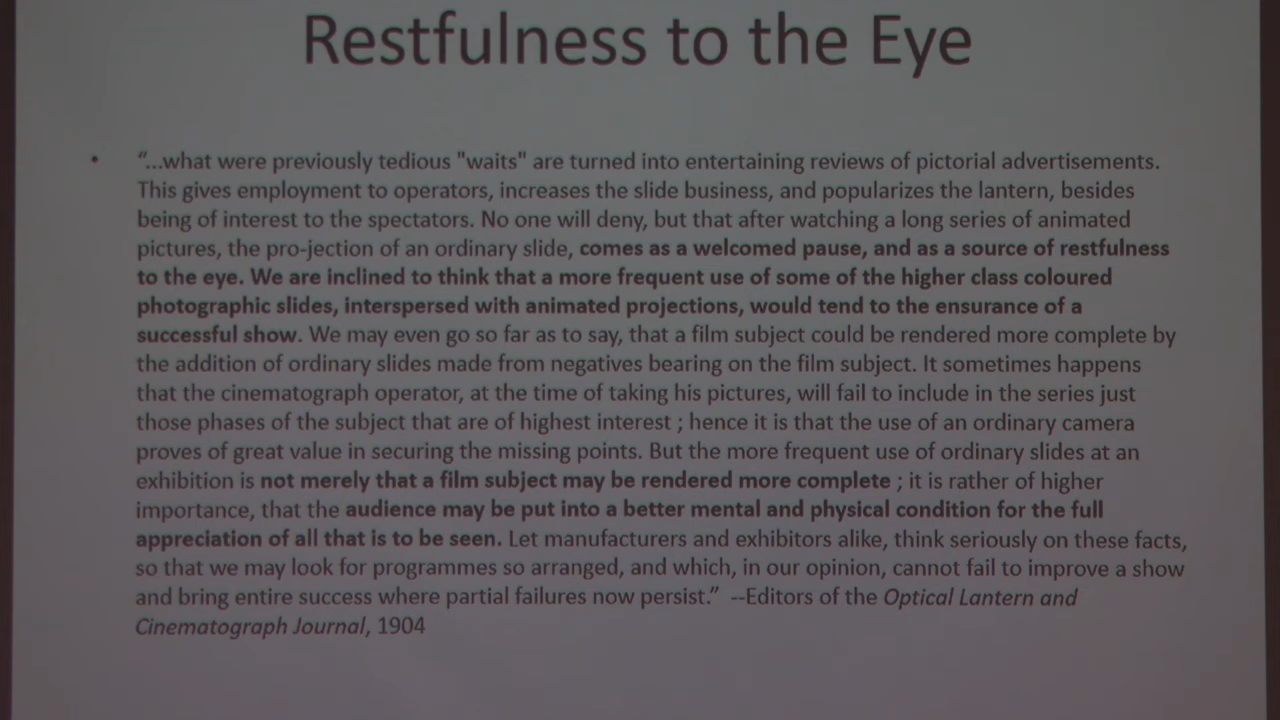 Restfulness to the Eye
• “...what were previously tedious "waits" are turned into entertaining reviews of pictorial advertisements.
This gives employment to operators, increases the slide business, and popularizes the lantern, besides
being of interest to the spectators. No one will deny, but that after watching a long series of animated
pictures, the pro-jection of an ordinary slide, comes as a welcomed pause, and as a source of restfulness
to the eye. We are inclined to think that a more frequent use of some of the higher class coloured
photographic slides, interspersed with animated projections, would tend to the ensurance of a
successful show. We may even go so far as to say, that a film subject could be rendered more complete by
the addition of ordinary slides made from negatives bearing on the film subject. It sometimes happens
that the cinematograph operator, at the time of taking his pictures, will fail to include in the series just
those phases of the subject that are of highest interest ; hence it is that the use of an ordinary camera
proves of great value in securing the missing points. But the more frequent use of ordinary slides at an
exhibition is not merely that a film subject may be rendered more complete ; it is rather of higher
importance, that the audience may be put into a better mental and physical condition for the full
appreciation of all that is to be seen. Let manufacturers and exhibitors alike, think seriously on these facts,
so that we may look for programmes so arranged, and which, in our opinion, cannot fail to improve a show
and bring entire success where partial failures now persist.” --Editors of the Optical Lantern and
Cinematograph Journal, 1904